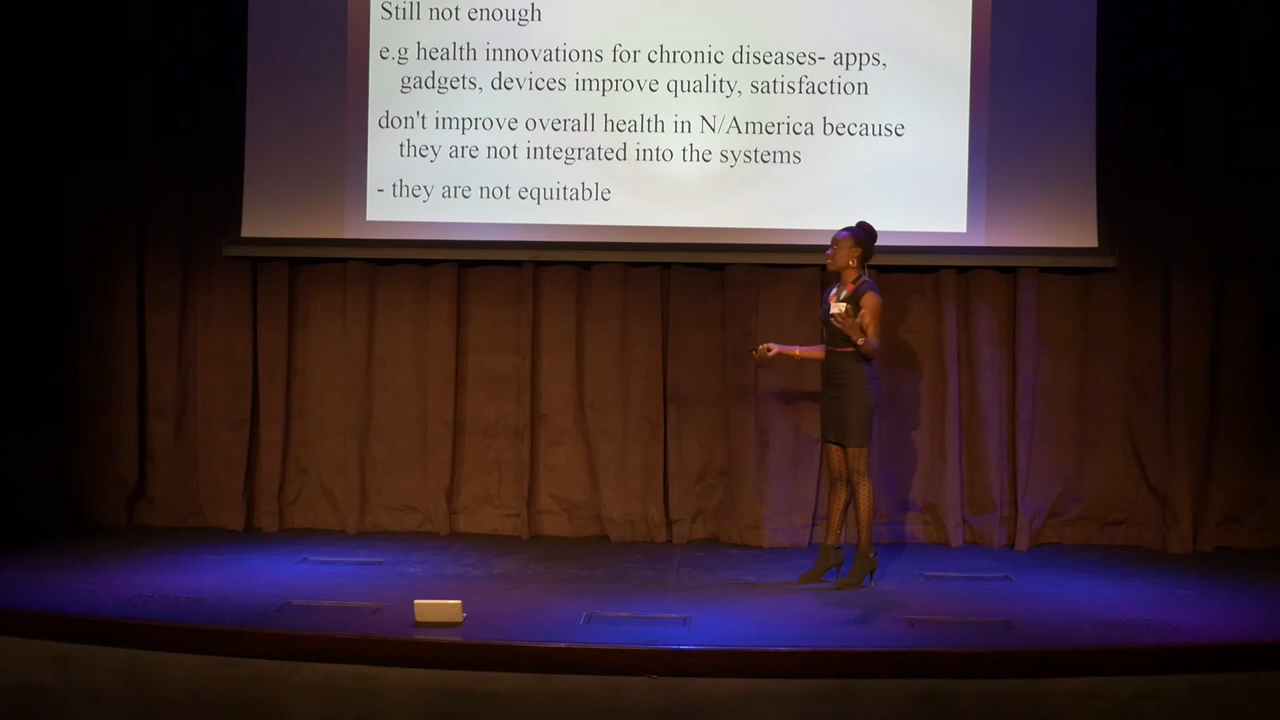 Still not enough
e.g health innovations for chronic diseases- apps,
gadgets, devices improve quality, satisfaction
don't improve overall health in N/America because
they are not integrated into the systems
- they are not equitable